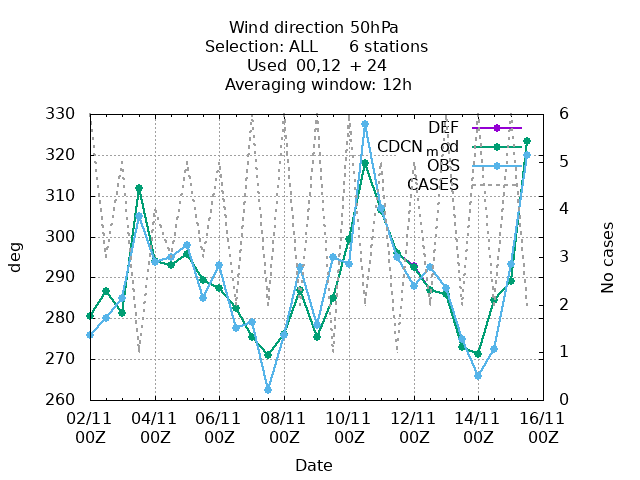 Wind direction 50hPa
Selection: ALL 6 stations
Used 00,12 + 24
Averaging window: 12h
330
320
310
300
290
280
270
260
deg
6
5
4
3
2
1
0
No cases
DEF
CDCN_mod
OBS
CASES
02/11 04/11 06/11 08/11 10/11 12/11 14/11 16/11
00Z 00Z 00Z 00Z 00Z 00Z 00Z 00Z
Date